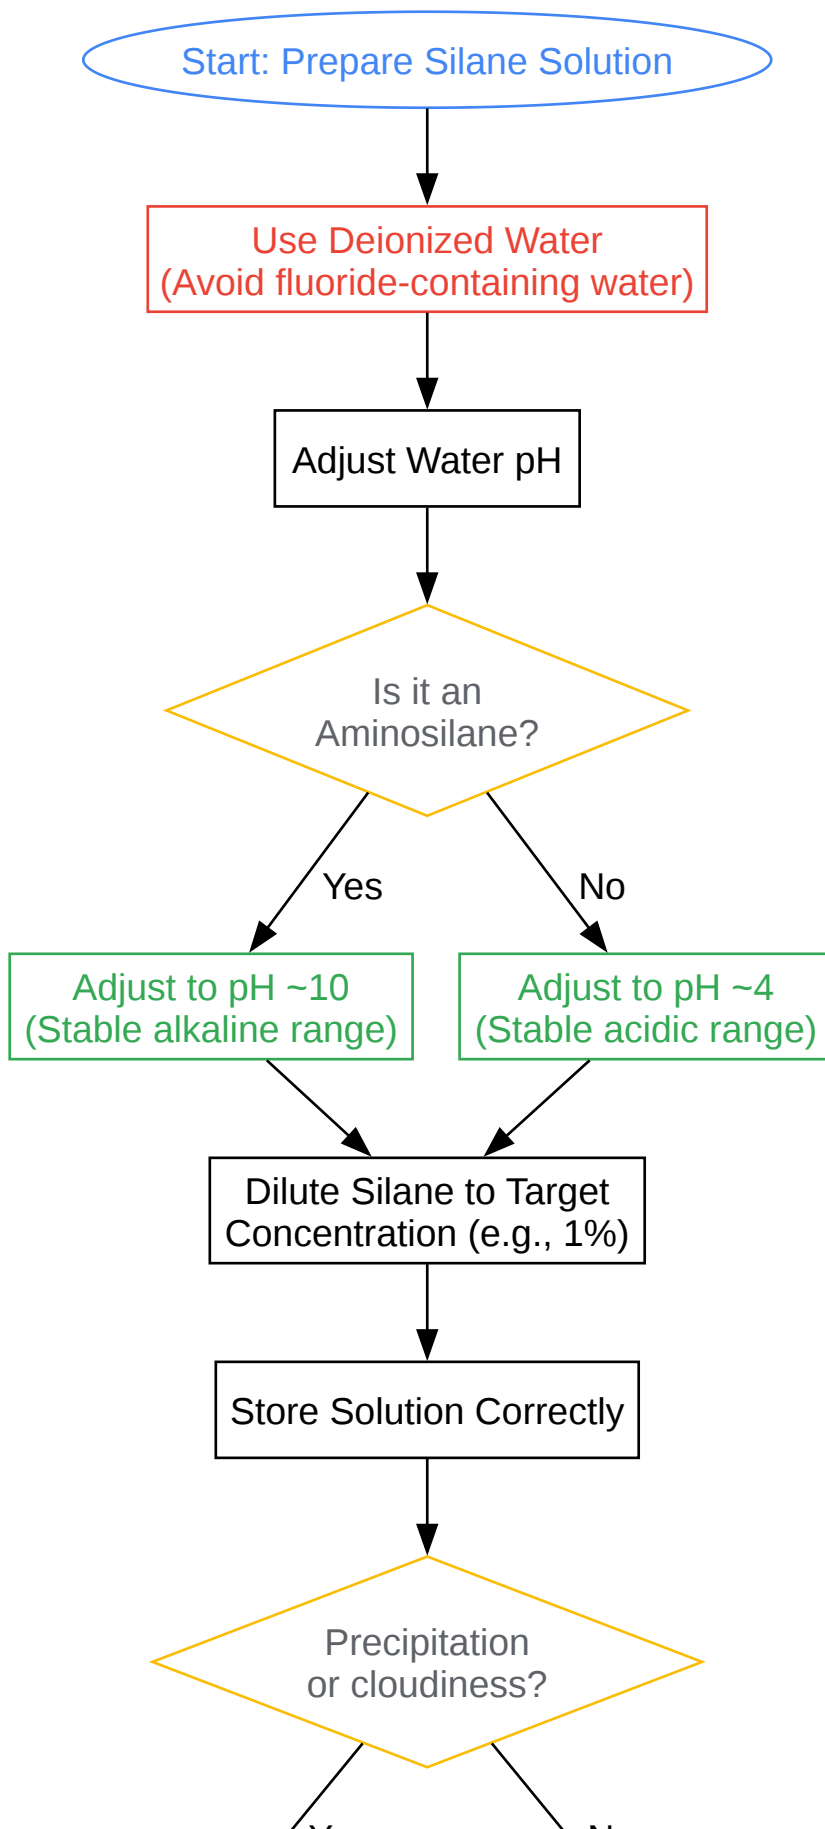 Start: Prepare Silane Solution
Use Deionized Water
(Avoid fluoride-containing water)
Adjust Water pH
Is it an
Aminosilane?
Yes
No
Adjust to pH ~10
(Stable alkaline range)
Adjust to pH ~4
(Stable acidic range)
Dilute Silane to Target
Concentration (e.g., 1%)
Store Solution Correctly
Precipitation
or cloudiness?